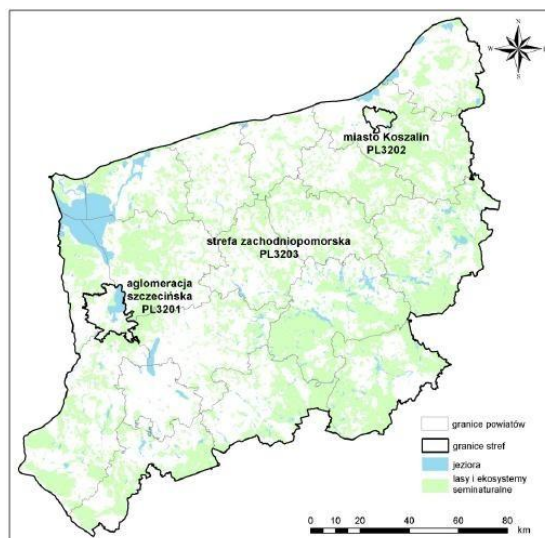 N
W
S
miasto Koszalin
PL3202
strefa zachodniopomorska
PL3203
aglomeracja
szczecińska
PL3201
granice powiatów
granice stref
jeziora
lasy i ekosystemy
seminaturalne
0 5 10 20 40 60 80
km